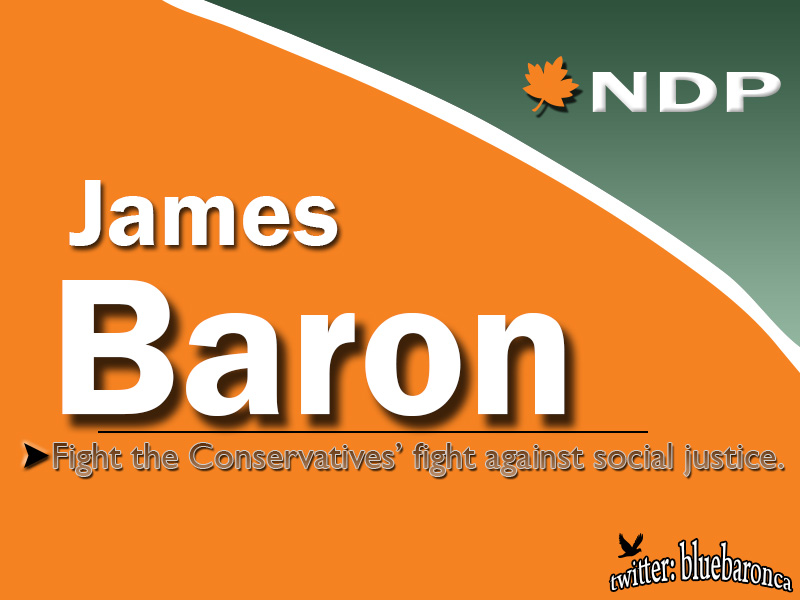 NDP
James
Baron
Fight the Conservatives’ fight against social justice.
twitter: bluebaronca